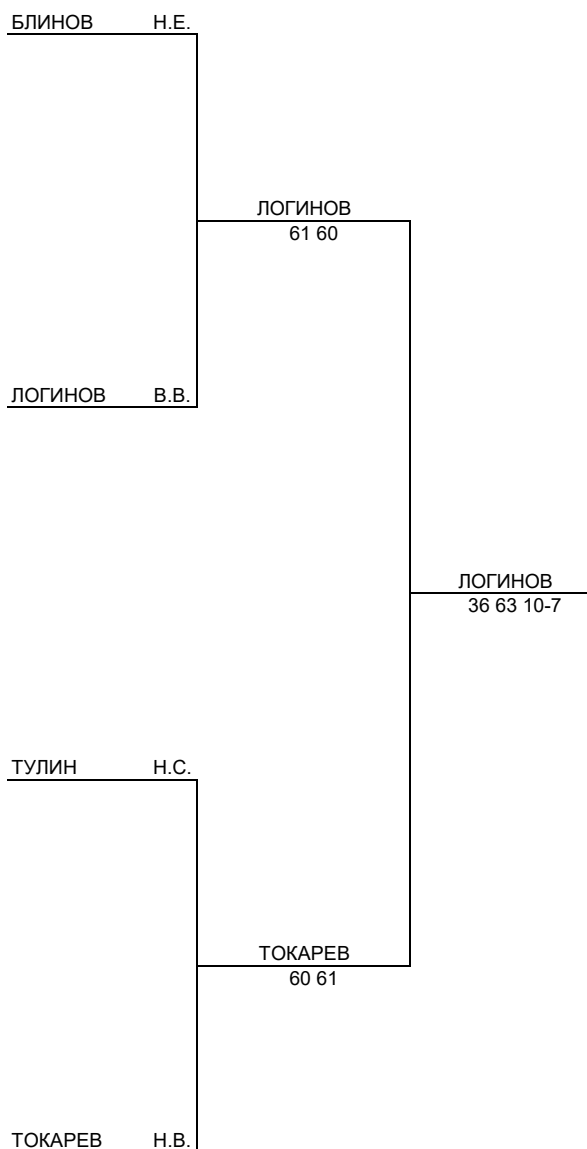 БЛИНОВ Н.Е.
ЛОГИНОВ
61 60
ЛОГИНОВ В.В.
ЛОГИНОВ
36 63 10-7
ТУЛИН Н.С.
ТОКАРЕВ
60 61
ТОКАРЕВ Н.В.